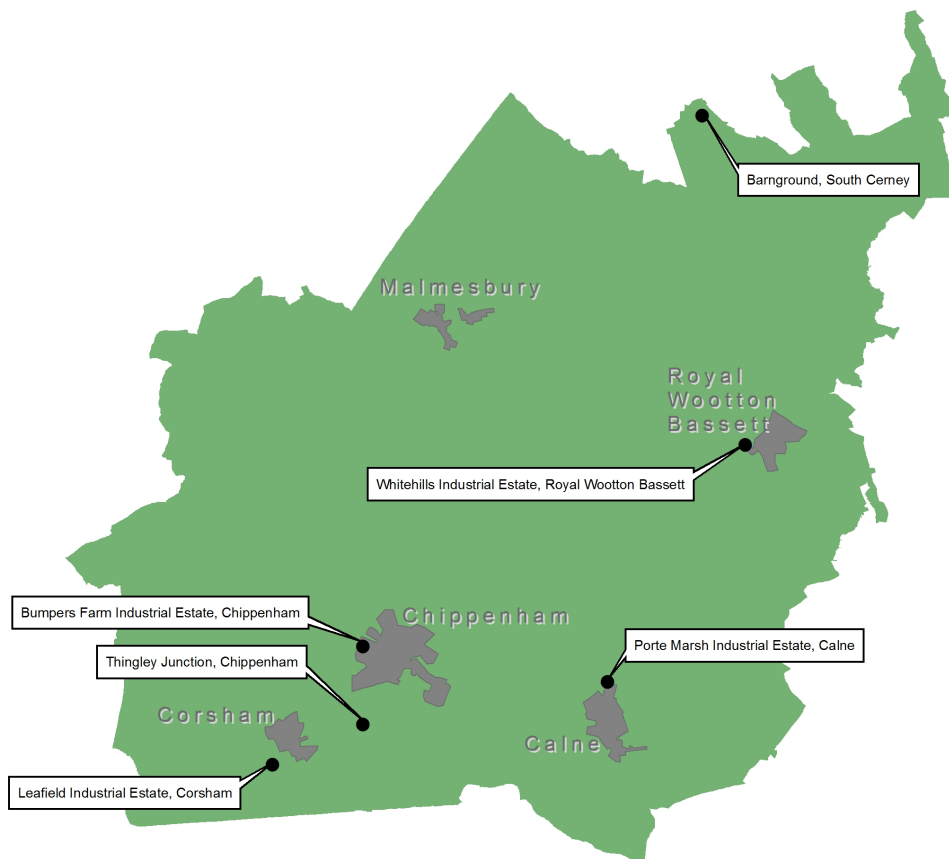 Barnground, South Cerney
Malmesbury
Royal
Wootton
Bassett
Whitehills Industrial Estate, Royal Wootton Bassett
Bumpers Farm Industrial Estate, Chippenham
Chippenham
Porte Marsh Industrial Estate, Calne
Thingley Junction, Chippenham
Corsham
Calne
Leafield Industrial Estate, Corsham